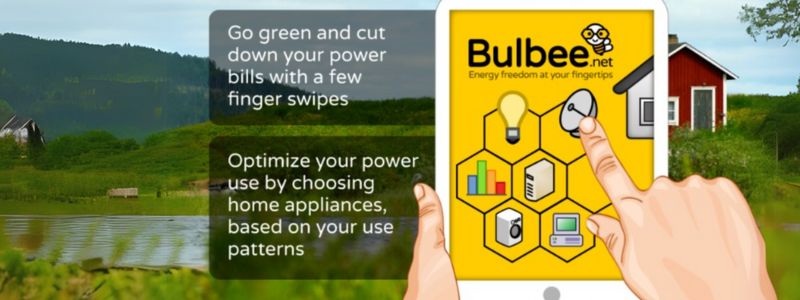 Go green and cut
down your power
bills with a few
finger swipes
Optimize your power
use by choosing
home appliances,
based on your use
patterns
Bulbee.net
Energy freedom at your fingertips